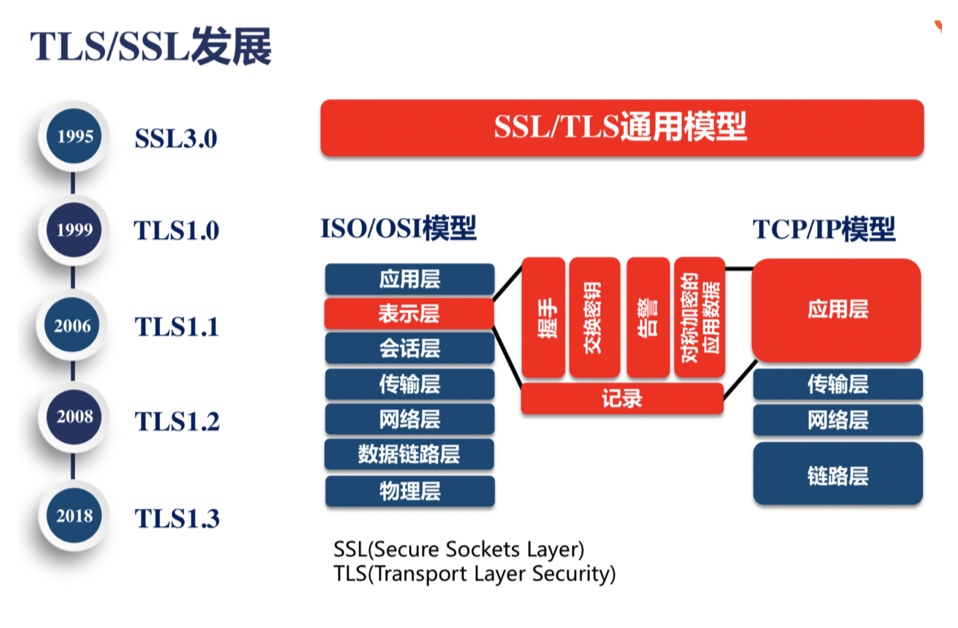 TLS/SSL发展
1995
SSL3.0
1999
TLS1.0
2006
TLS1.1
2008
TLS1.2
2018
TLS1.3
SSL/TLS通用模型
ISO/OSI模型
应用层
表示层
会话层
传输层
网络层
数据链路层
物理层
握手
交换密钥
告警
对称加密的
应用数据
记录
TCP/IP模型
应用层
传输层
网络层
链路层
SSL(Secure Sockets Layer)
TLS(Transport Layer Security)